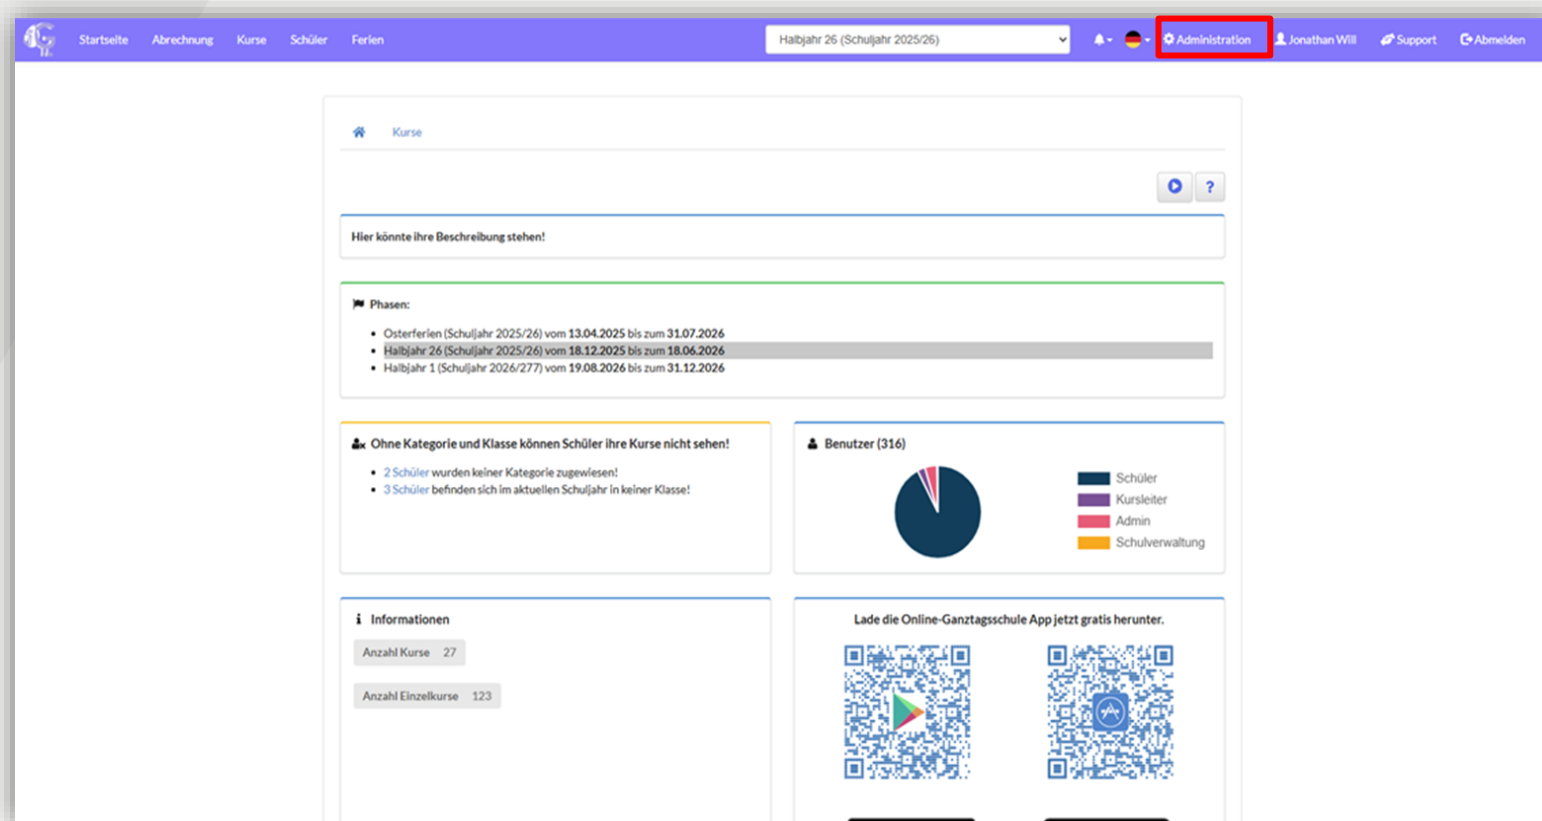 Startseite Abrechnung Kurse Schüler Ferien Halbjahr 26 (Schuljahr 2025/26) Administration Jonathan Will Support Abmelden
Kurse
?
Hier könnte ihre Beschreibung stehen!
Phasen:
Osterferien (Schuljahr 2025/26) vom 13.04.2025 bis zum 31.07.2026
Halbjahr 26 (Schuljahr 2025/26) vom 18.12.2025 bis zum 18.06.2026
Halbjahr 1 (Schuljahr 2026/277) vom 19.08.2026 bis zum 31.12.2026
Ohne Kategorie und Klasse können Schüler ihre Kurse nicht sehen!
2 Schüler wurden keiner Kategorie zugewiesen!
3 Schüler befinden sich im aktuellen Schuljahr in keiner Klasse!
Benutzer (316)
Schüler
Kursleiter
Admin
Schulverwaltung
Informationen
Anzahl Kurse 27
Anzahl Einzelkurse 123
Lade die Online-Ganztagsschule App jetzt gratis herunter.